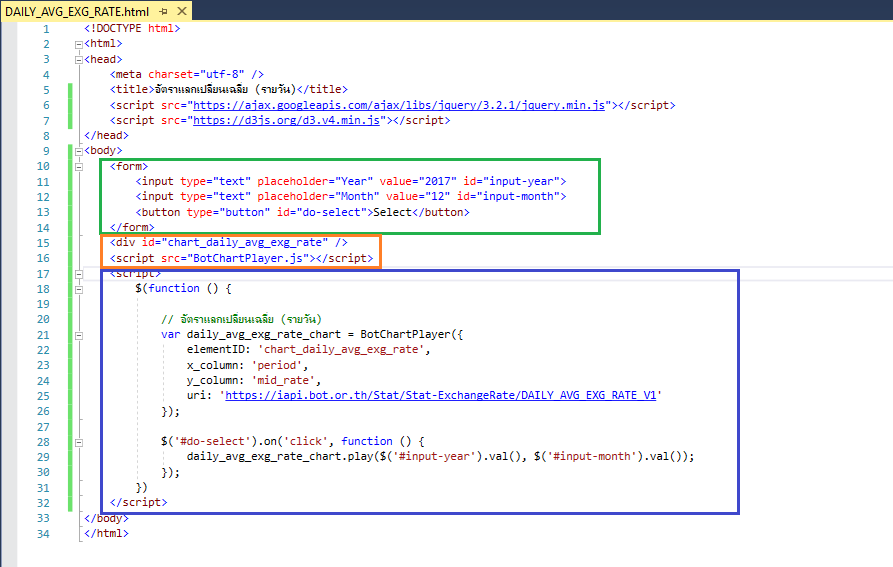 DAILY_AVG_EXG_RATE.html
1 <!DOCTYPE html>
2 <html>
3 <head>
4 <meta charset="utf-8" />
5 <title>อัตราแลกเปลี่ยนเฉลี่ย (รายวัน)</title>
6 <script src="https://ajax.googleapis.com/ajax/libs/jquery/3.2.1/jquery.min.js"></script>
7 <script src="https://d3js.org/d3.v4.min.js"></script>
8 </head>
9 <body>
10 <form>
11 <input type="text" placeholder="Year" value="2017" id="input-year">
12 <input type="text" placeholder="Month" value="12" id="input-month">
13 <button type="button" id="do-select">Select</button>
14 </form>
15 <div id="chart_daily_avg_exg_rate" />
16 <script src="BotChartPlayer.js"></script>
17 <script>
18 $(function () {
19
20 // อัตราแลกเปลี่ยนเฉลี่ย (รายวัน)
21 var daily_avg_exg_rate_chart = BotChartPlayer({
22 elementID: 'chart_daily_avg_exg_rate',
23 x_column: 'period',
24 y_column: 'mid_rate',
25 uri: 'https://iapi.bot.or.th/Stat/Stat-ExchangeRate/DAILY_AVG_EXG_RATE_V1'
26 });
27
28 $('#do-select').on('click', function () {
29 daily_avg_exg_rate_chart.play($('#input-year').val(), $('#input-month').val());
30 });
31 })
32 </script>
33 </body>
34 </html>